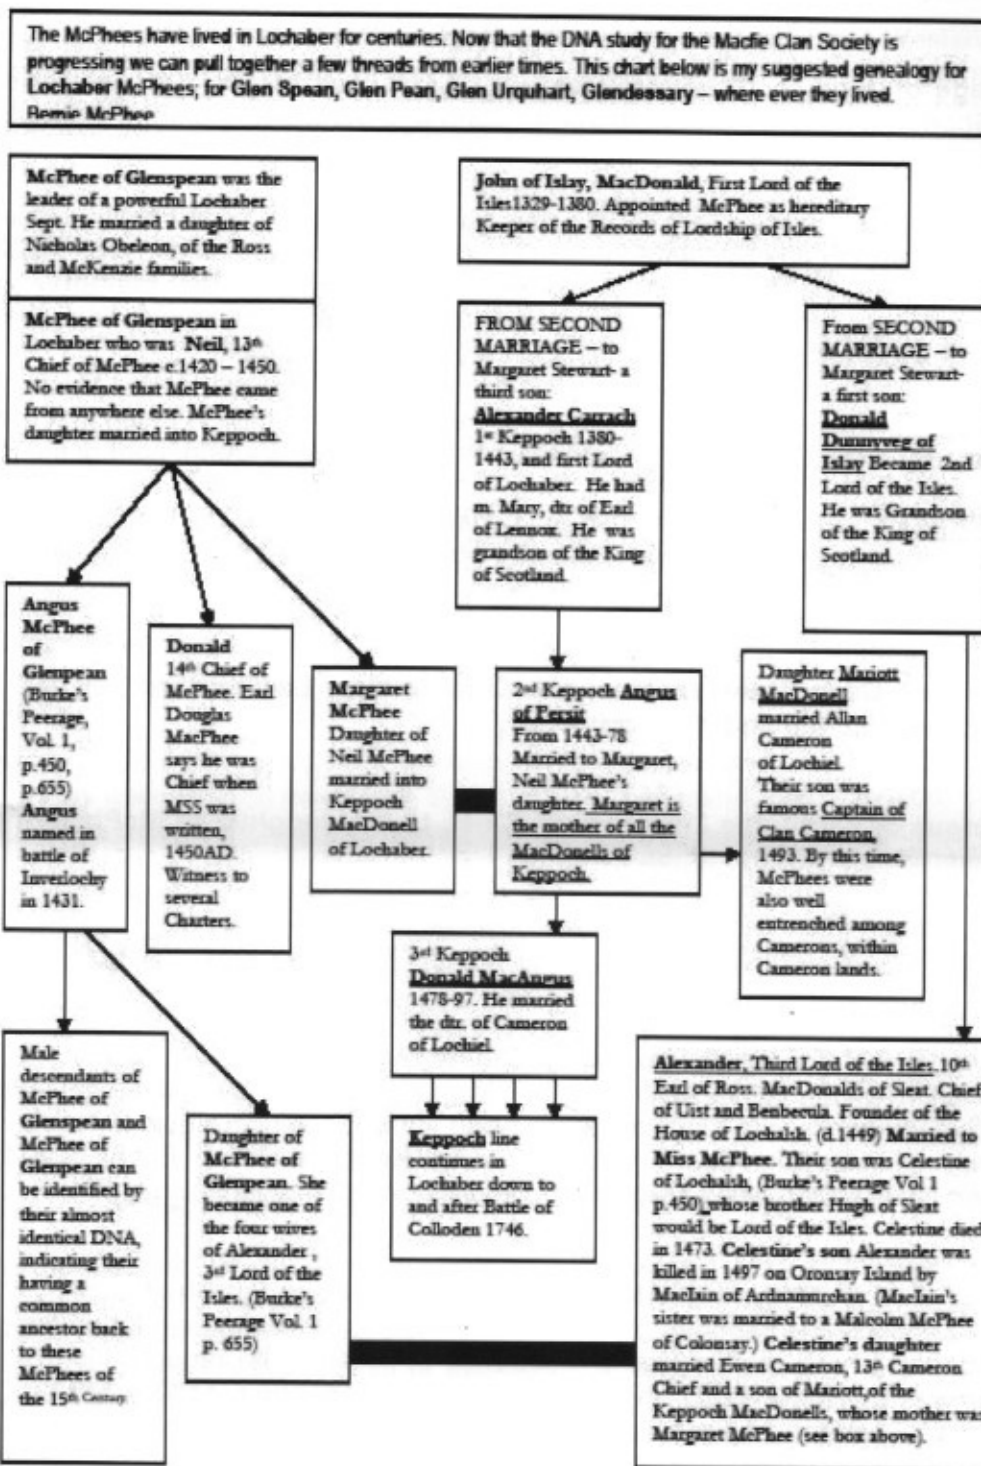 The McPhees have lived in Lochaber for centuries. Now that the DNA study for the Macfie Clan Society is
progressing we can pull together a few threads from earlier times. This chart below is my suggested genealogy for
Lochaber McPhees; for Glen Spean, Glen Pean, Glen Urquhart, Glendessary – where ever they lived.
Bernie McPhee
McPhee of Glenspean was the
leader of a powerful Lochaber
Sept. He married a daughter of
Nicholas Obeleon, of the Ross
and McKenzie families.
McPhee of Glenspean in
Lochaber who was Neil, 13th
Chief of McPhee c.1420 – 1450.
No evidence that McPhee came
from anywhere else. McPhee's
daughter married into Keppoch.
John of Islay, MacDonald, First Lord of the
Isles1329-1380. Appointed McPhee as hereditary
Keeper of the Records of Lordship of Isles.
FROM SECOND
MARRIAGE – to
Margaret Stewart- a
third son:
Alexander Carrach
1st Keppoch 1380-
1443, and first Lord
of Lochaber. He had
m. Mary, dtr of Earl
of Lennox. He was
grandson of the King
of Scotland.
From SECOND
MARRIAGE – to
Margaret Stewart-
a first son:
Donald
Dunnyveg of
Islay Became 2nd
Lord of the Isles.
He was Grandson
of the King of
Scotland.
Angus
McPhee
of
Glenpean
(Burke's
Peerage,
Vol. 1,
p.450,
p.655)
Angus
named in
battle of
Inverlochy
in 1431.
Donald
14th Chief of
McPhee. Earl
Douglas
MacPhee
says he was
Chief when
MSS was
written,
1450AD.
Witness to
several
Charters.
Margaret
McPhee
Daughter of
Neil McPhee
married into
Keppoch
MacDonell
of Lochaber.
2nd Keppoch Angus
of Fersit
From 1443-78
Married to Margaret,
Neil McPhee's
daughter. Margaret is
the mother of all the
MacDonells of
Keppoch.
Daughter Mariott
MacDonell
married Allan
Cameron
of Lochiel.
Their son was
famous Captain of
Clan Cameron,
1493. By this time,
McPhees were
also well
entrenched among
Camerons, within
Cameron lands.
3rd Keppoch
Donald MacAngus
1478-97. He married
the dtr. of Cameron
of Lochiel.
Keppoch line
continues in
Lochaber down to
and after Battle of
Colloden 1746.
Male
descendants of
McPhee of
Glenspean and
McPhee of
Glenpean can
be identified by
their almost
identical DNA,
indicating their
having a
common
ancestor back
to these
McPhees of
the 15th Century.
Daughter of
McPhee of
Glenpean. She
became one of
the four wives
of Alexander ,
3rd Lord of the
Isles. (Burke's
Peerage Vol. 1
p. 655)
Alexander, Third Lord of the Isles.10th
Earl of Ross. MacDonalds of Sleat. Chief
of Uist and Benbecula. Founder of the
House of Lochalsh. (d.1449) Married to
Miss McPhee. Their son was Celestine
of Lochalsh, (Burke's Peerage Vol 1
p.450) whose brother Hugh of Sleat
would be Lord of the Isles. Celestine died
in 1473. Celestine's son Alexander was
killed in 1497 on Oronsay Island by
MacIain of Ardnamurchan. (MacIain's
sister was married to a Malcolm McPhee
of Colonsay.) Celestine's daughter
married Ewen Cameron, 13th Cameron
Chief and a son of Mariott,of the
Keppoch MacDonells, whose mother was
Margaret McPhee (see box above).